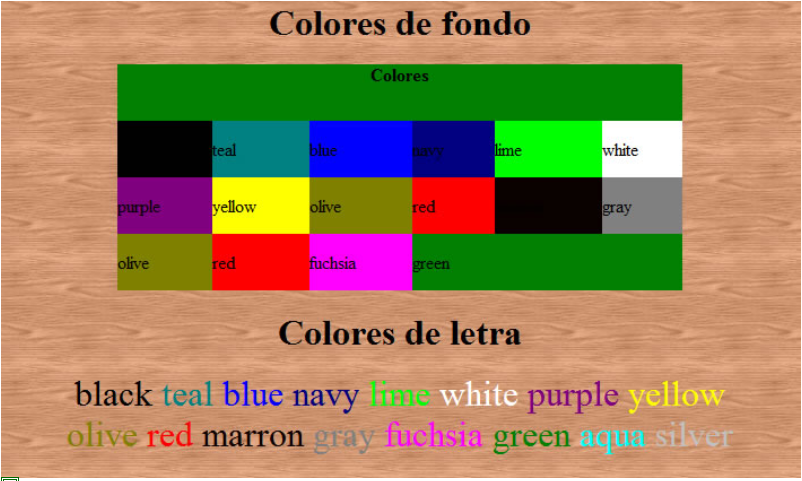 Colores de fondo
Colores
teal blue navy lime white
purple yellow olive red gray
olive red fuchsia green
Colores de letra
black teal blue navy lime white purple yellow
olive red marron gray fuchsia green aqua silver